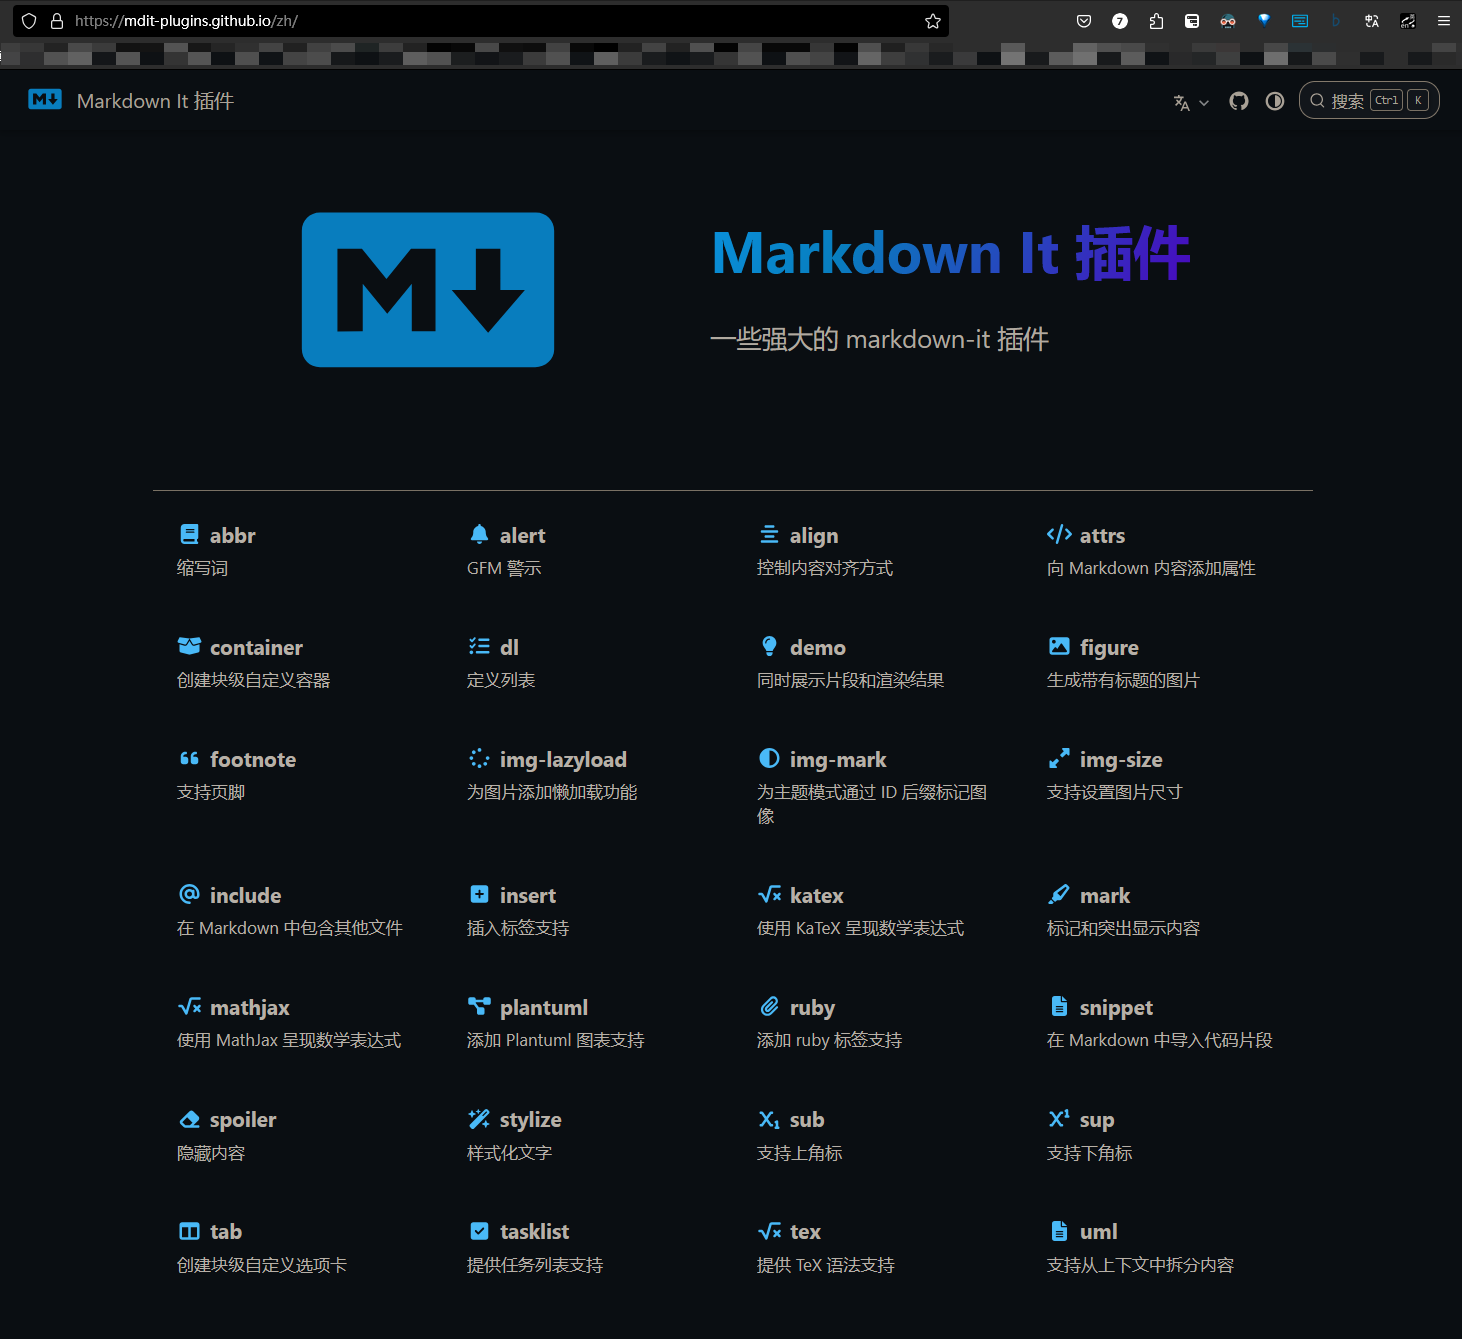 https://mdit-plugins.github.io/zh/
Markdown It 插件
搜索 Ctrl K
Markdown It 插件
一些强大的 markdown-it 插件
abbr
缩写词
alert
GFM 警示
align
控制内容对齐方式
attrs
向 Markdown 内容添加属性
container
创建块级自定义容器
dl
定义列表
demo
同时展示片段和渲染结果
figure
生成带有标题的图片
footnote
支持页脚
img-lazyload
为图片添加懒加载功能
img-mark
为主题模式通过 ID 后缀标记图
像
img-size
支持设置图片尺寸
include
在 Markdown 中包含其他文件
insert
插入标签支持
katex
使用 KaTeX 呈现数学表达式
mark
标记和突出显示内容
mathjax
使用 MathJax 呈现数学表达式
plantuml
添加 Plantuml 图表支持
ruby
添加 ruby 标签支持
snippet
在 Markdown 中导入代码片段
spoiler
隐藏内容
stylize
样式化文字
sub
支持上角标
sup
支持下角标
tab
创建块级自定义选项卡
tasklist
提供任务列表支持
tex
提供 TeX 语法支持
uml
支持从上下文中拆分内容